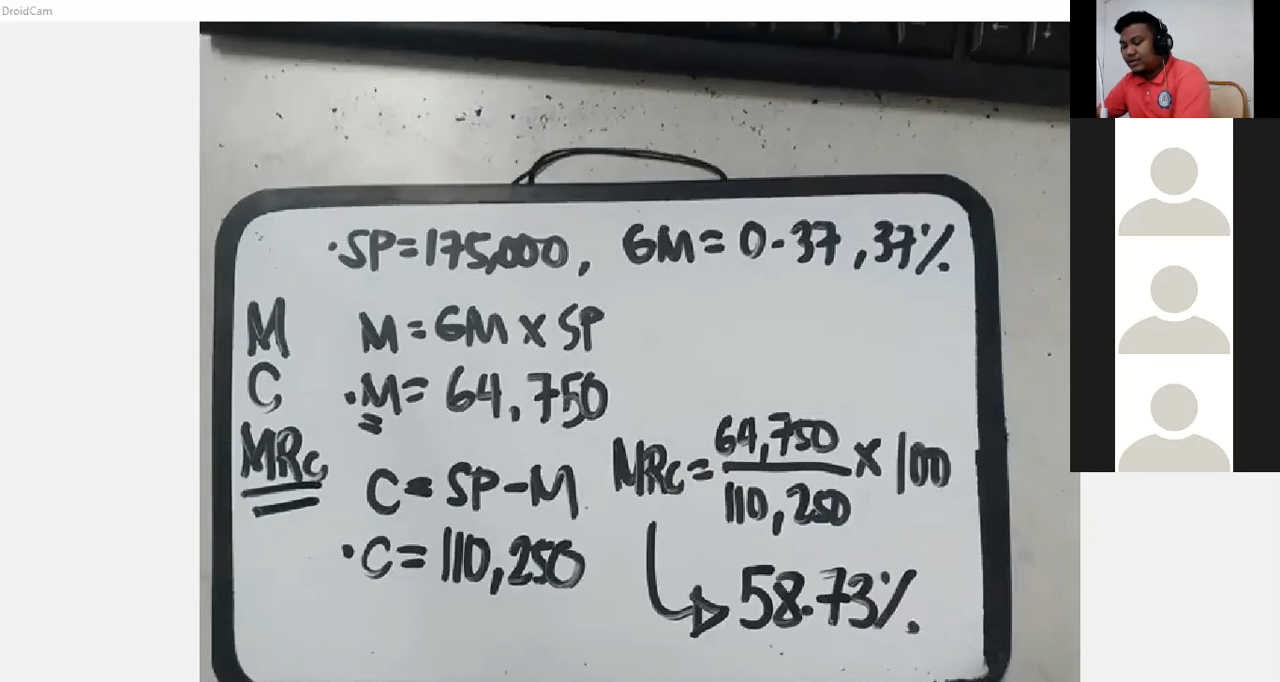 DroidCam
·SP=175,000, GM=0.37, 37%
M M=GM x SP
C ·M=64,750
MRc
C=SP-M
·C=110,250
MRc=64,750/110,250 x 100
58.73%